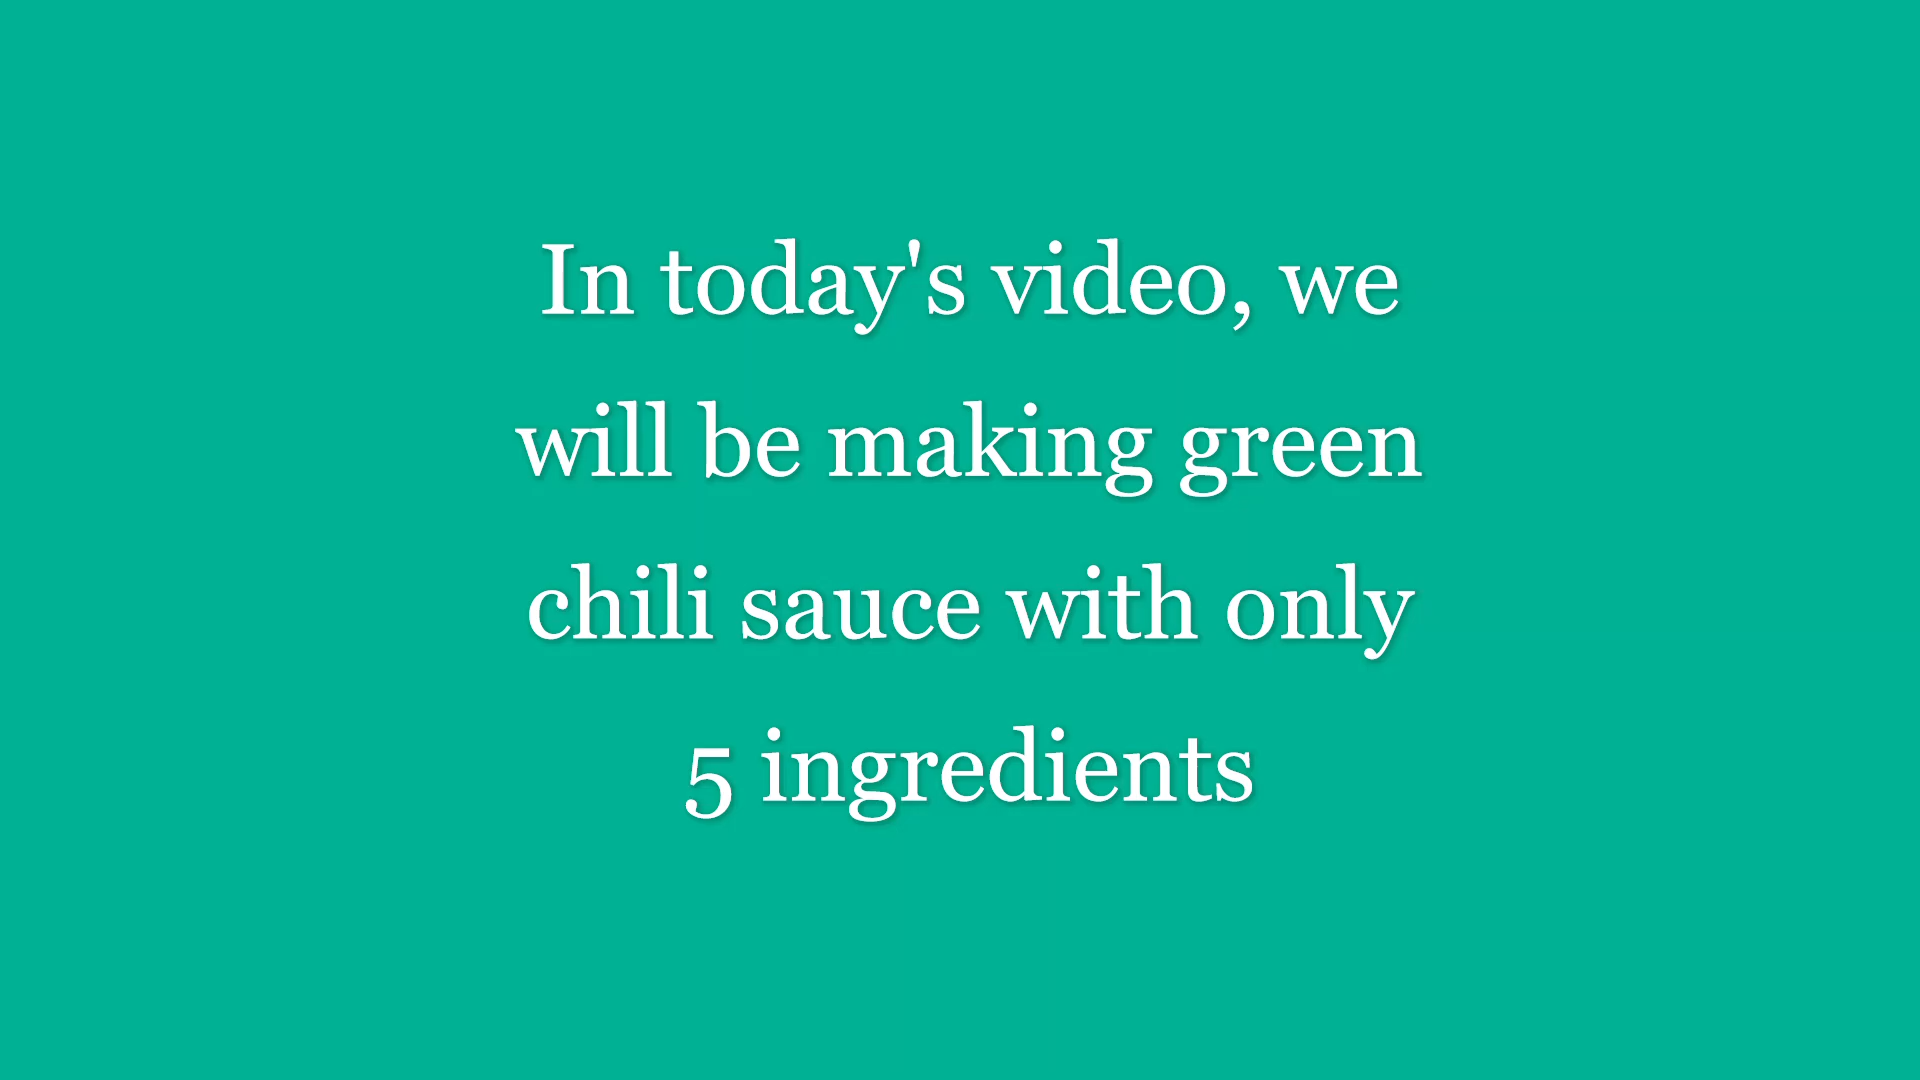 In today's video, we
will be making green
chili sauce with only
5 ingredients